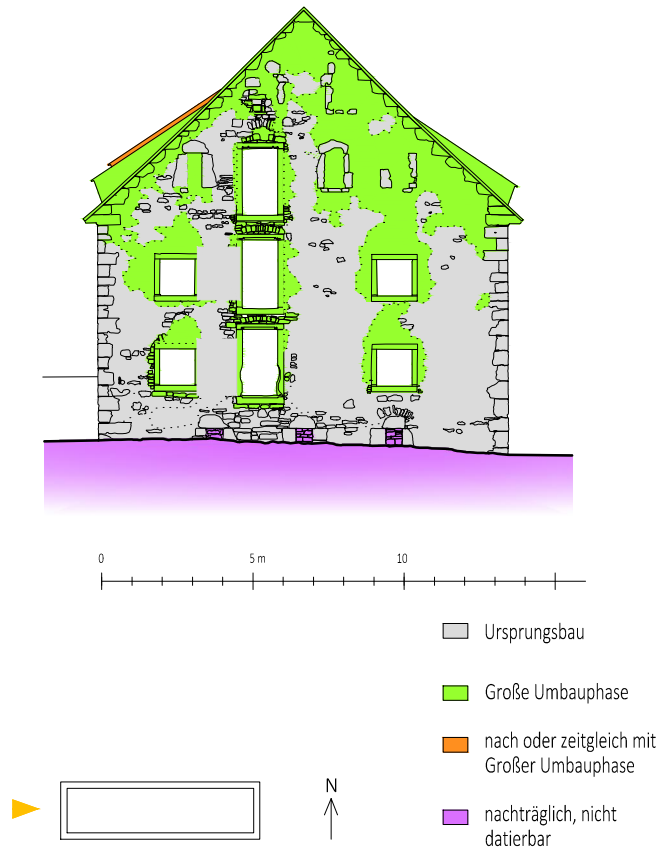 0 5 m 10
Ursprungsbau
Große Umbauphase
nach oder zeitgleich mit
Großer Umbauphase
N
nachträglich, nicht
datierbar